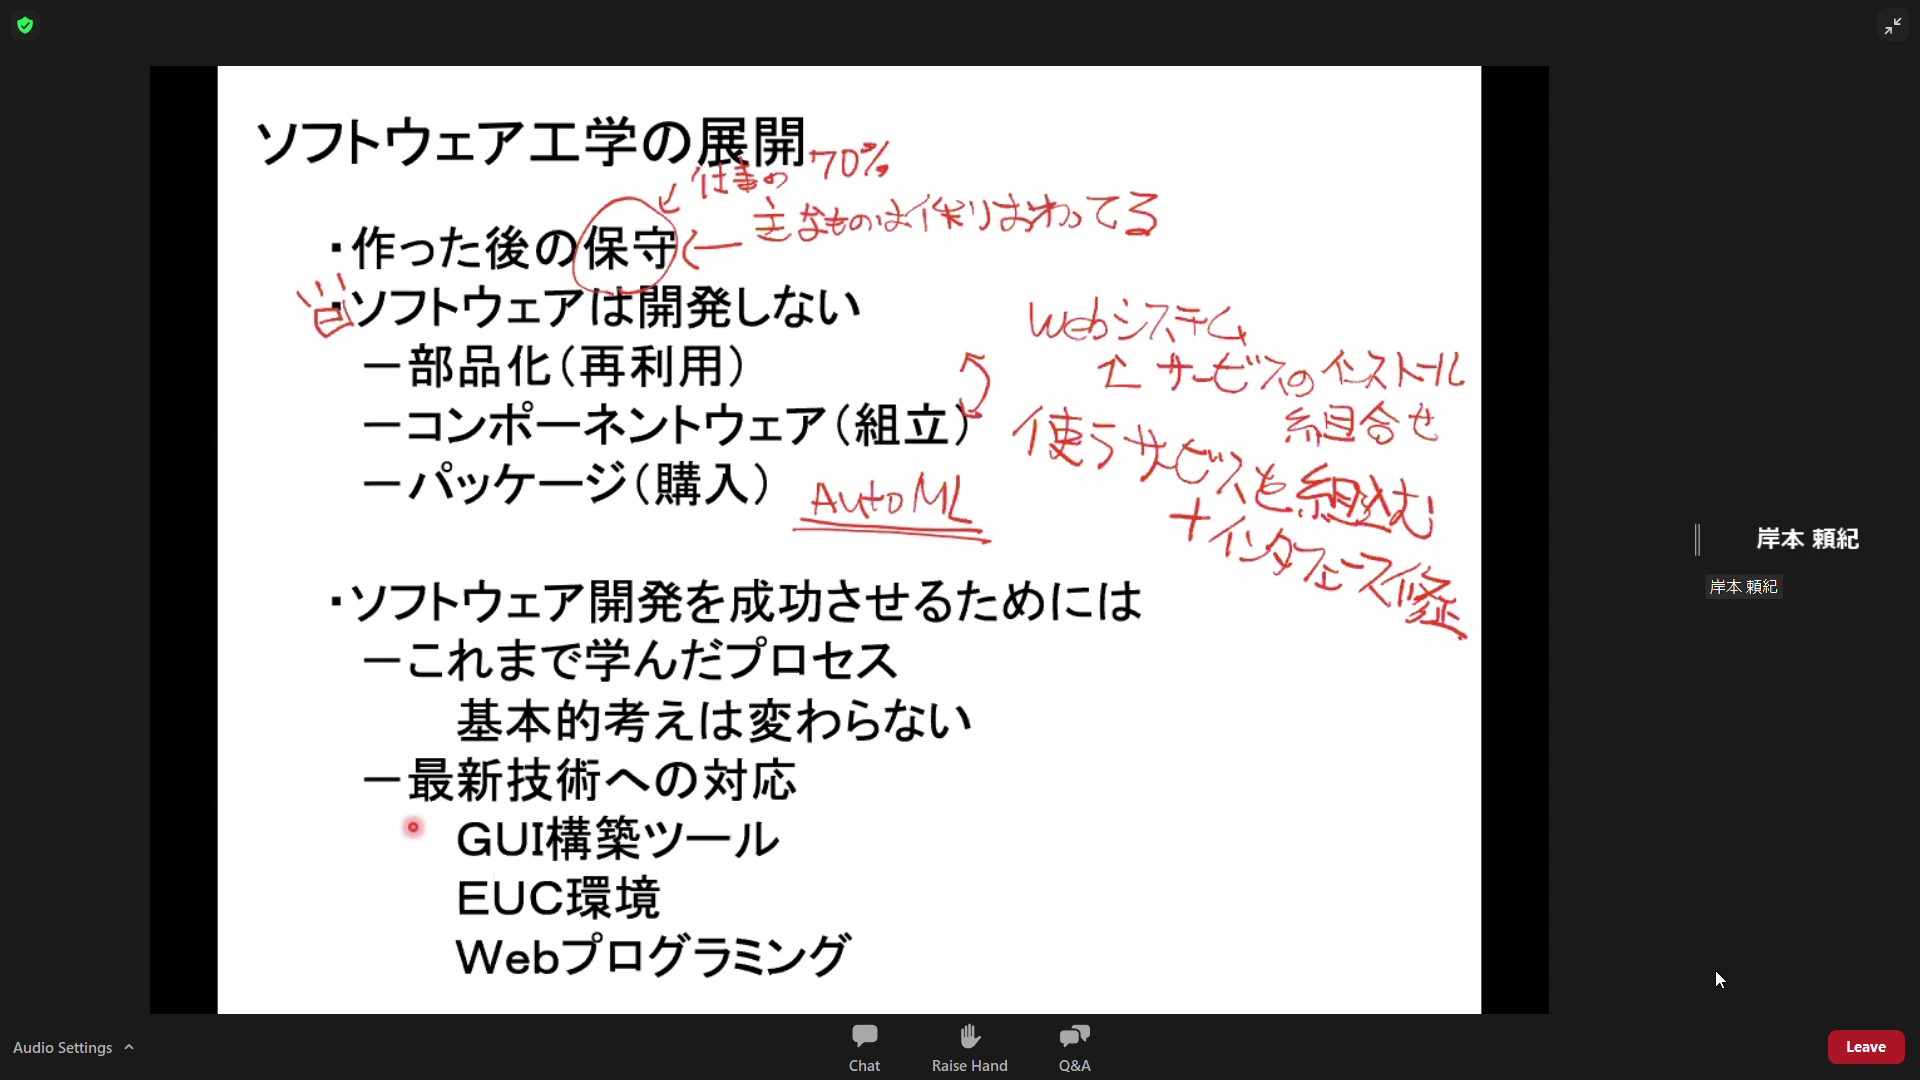 ソフトウェア工学の展開
仕事の 70%
主なものは作りおわってる
・作った後の保守
・ソフトウェアは開発しない
Webシステム
－部品化（再利用）
↑ サービスのインストール
組合せ
－コンポーネントウェア（組立）
使うサービスを組込む
－パッケージ（購入）
AutoML
＋インタフェース修正
・ソフトウェア開発を成功させるためには
－これまで学んだプロセス
基本的考えは変わらない
－最新技術への対応
GUI構築ツール
EUC環境
Webプログラミング
岸本 頼紀
岸本 頼紀
Audio Settings
Chat
Raise Hand
Q&A
Leave